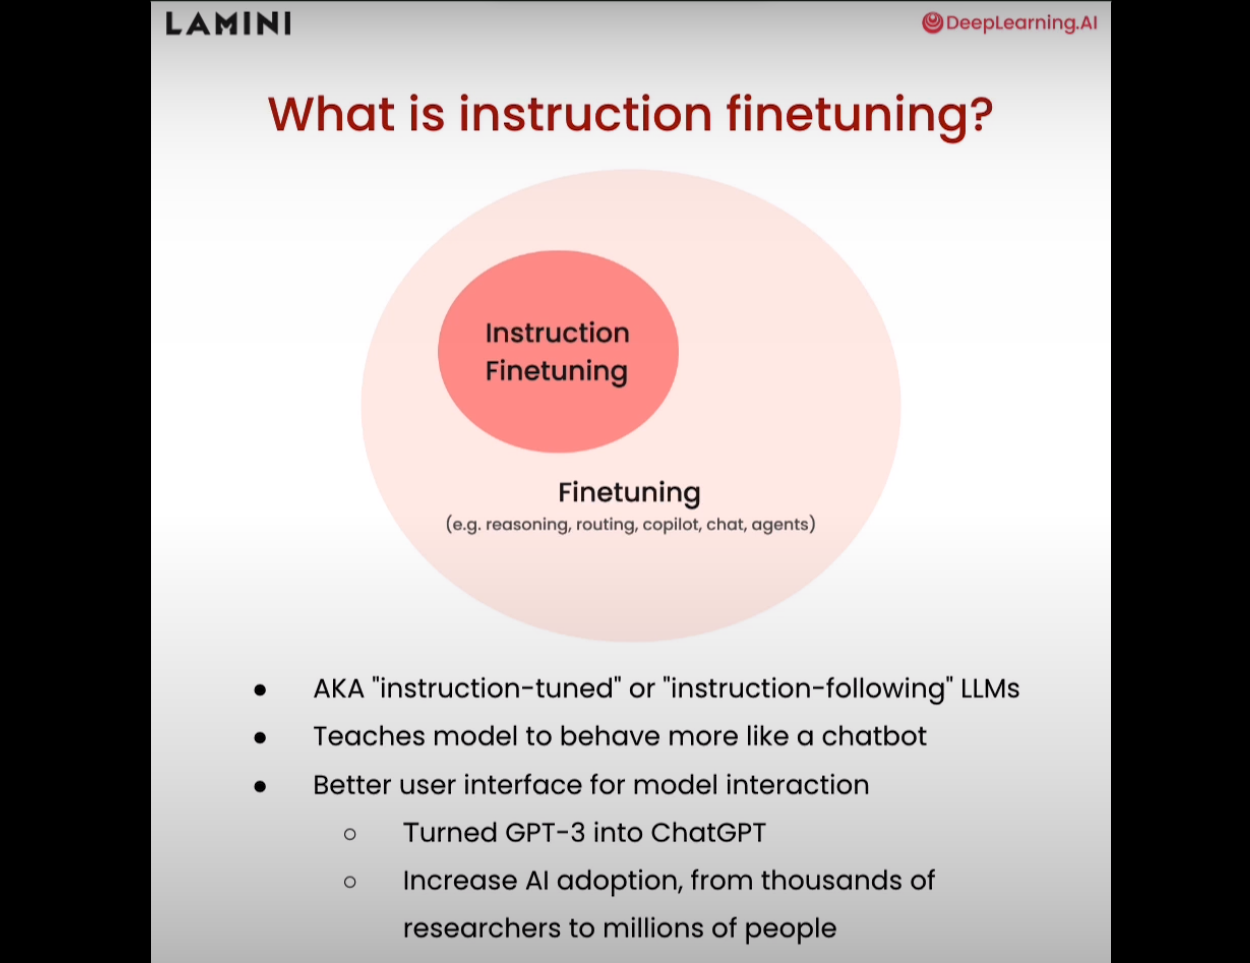 LAMINI
DeepLearning.AI
What is instruction finetuning?
Instruction
Finetuning
Finetuning
(e.g. reasoning, routing, copilot, chat, agents)
● AKA "instruction-tuned" or "instruction-following" LLMs
● Teaches model to behave more like a chatbot
● Better user interface for model interaction
○ Turned GPT-3 into ChatGPT
○ Increase AI adoption, from thousands of
researchers to millions of people